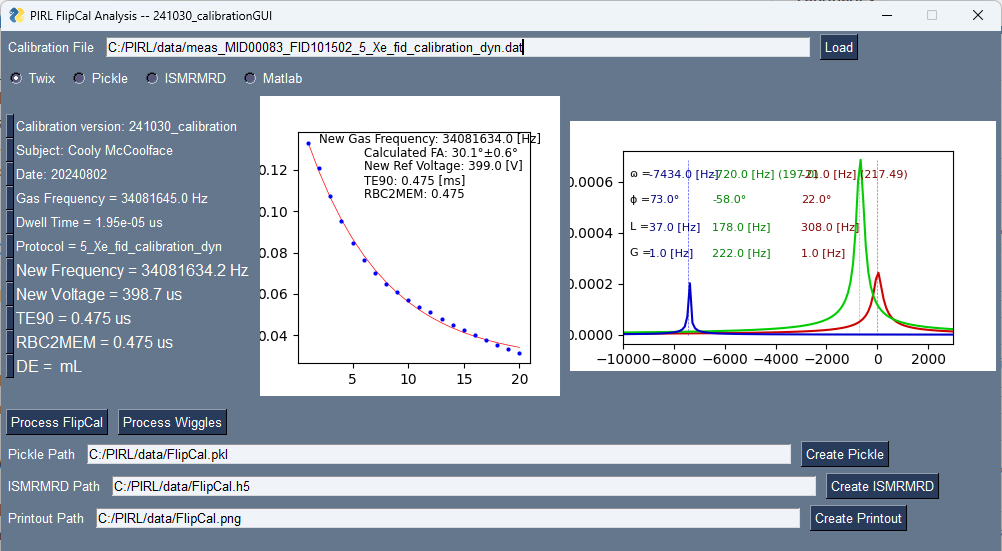 PIRL FlipCal Analysis -- 241030_calibrationGUI
Calibration File C:/PIRL/data/meas_MID00083_FID101502_5_Xe_fid_calibration_dyn.dat Load
Twix Pickle ISMRMRD Matlab
Calibration version: 241030_calibration
Subject: Cooly McCoolface
Date: 20240802
Gas Frequency = 34081645.0 Hz
Dwell Time = 1.95e-05 us
Protocol = 5_Xe_fid_calibration_dyn
New Frequency = 34081634.2 Hz
New Voltage = 398.7 us
TE90 = 0.475 us
RBC2MEM = 0.475 us
DE = mL
New Gas Frequency: 34081634.0 [Hz]
Calculated FA: 30.1°±0.6°
New Ref Voltage: 399.0 [V]
TE90: 0.475 [ms]
RBC2MEM: 0.475
0.12
0.10
0.08
0.06
0.04
5 10 15 20
ω = -7434.0 [Hz] -720.0 [Hz] (197.0) -21.0 [Hz] (217.49)
ϕ = 73.0° -58.0° 22.0°
L = 37.0 [Hz] 178.0 [Hz] 308.0 [Hz]
G = 1.0 [Hz] 222.0 [Hz] 1.0 [Hz]
0.0006
0.0004
0.0002
0.0000
-10000 -8000 -6000 -4000 -2000 0 2000
Process FlipCal Process Wiggles
Pickle Path C:/PIRL/data/FlipCal.pkl Create Pickle
ISMRMRD Path C:/PIRL/data/FlipCal.h5 Create ISMRMRD
Printout Path C:/PIRL/data/FlipCal.png Create Printout